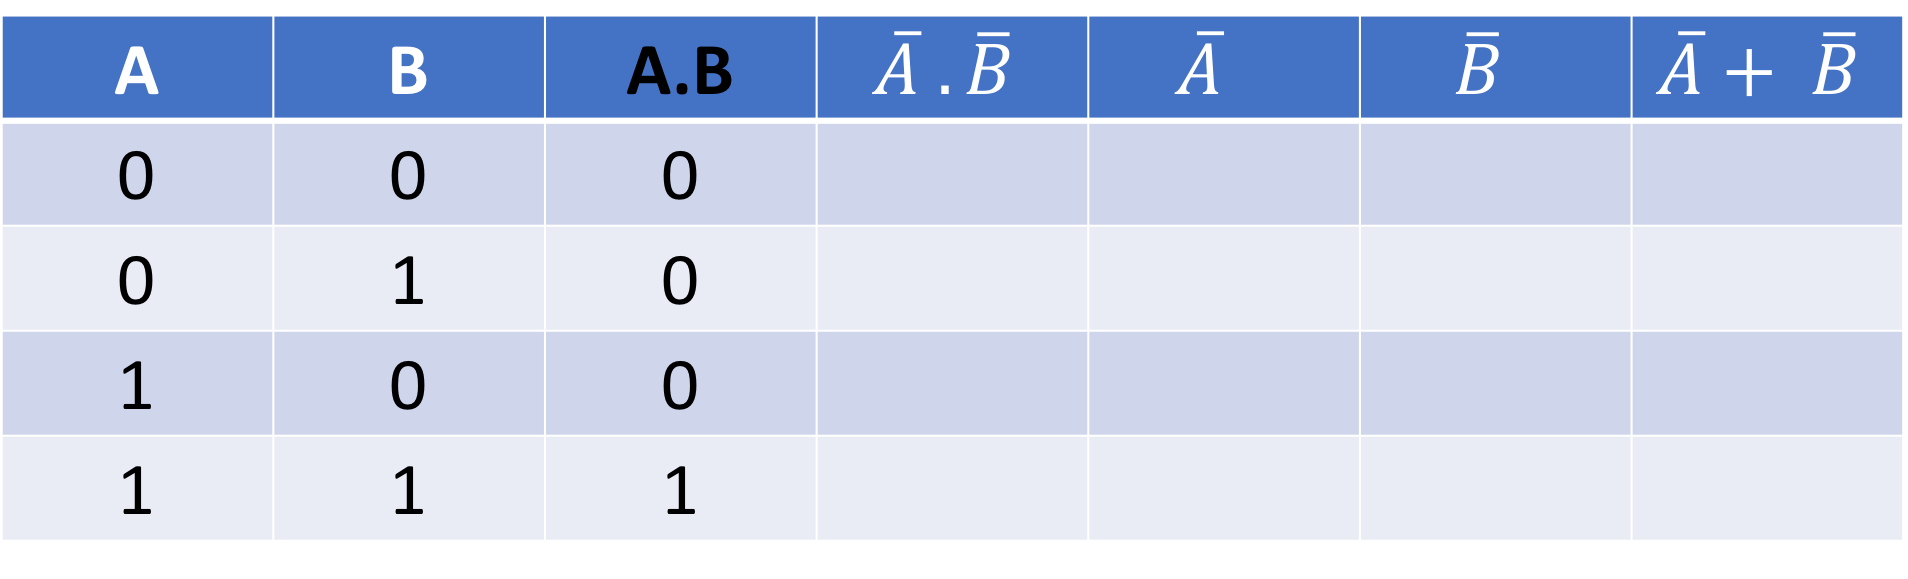 A B A.B A̅ . B̅ A̅ B̅ A̅ + B̅
0 0 0
0 1 0
1 0 0
1 1 1